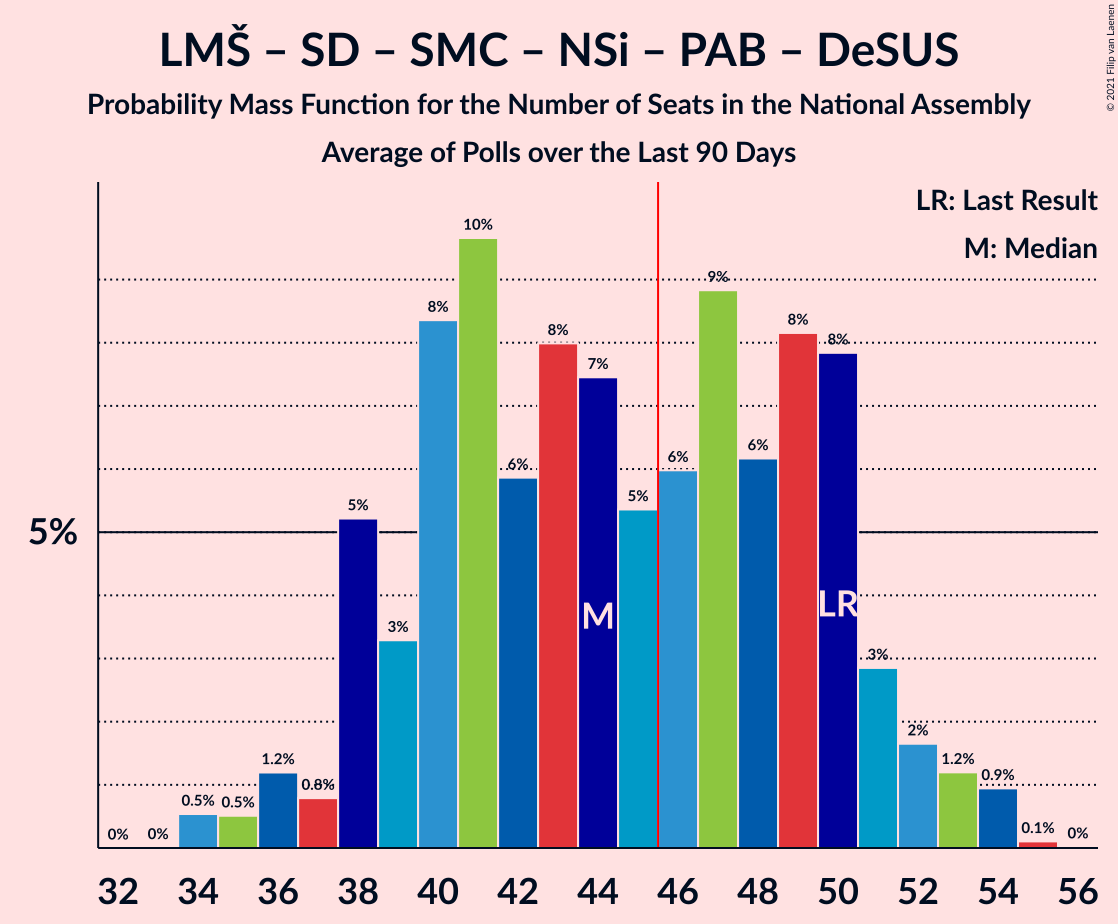 LMŠ – SD – SMC – NSi – PAB – DeSUS
Probability Mass Function for the Number of Seats in the National Assembly
Average of Polls over the Last 90 Days
© 2021 Filip van Laenen
LR: Last Result
M: Median
5%
0% 0% 0.5% 0.5% 1.2% 0.8% 5% 3% 8% 10% 6% 8% 7% 5% 6% 9% 6% 8% 8% 3% 2% 1.2% 0.9% 0.1% 0%
M LR
32 34 36 38 40 42 44 46 48 50 52 54 56